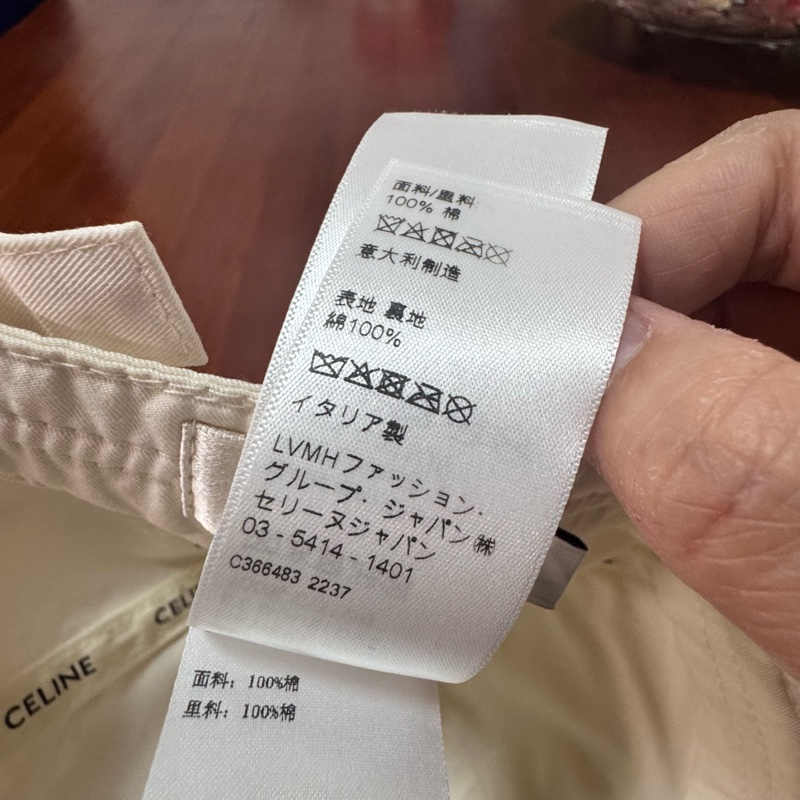 面料/里料:
100% 棉
意大利制造
表地 裏地
綿100%
イタリア製
LVMHファッション・
グループ・ジャパン㈱
セリーヌジャパン
03 - 5414 - 1401
C366483 2237
面料: 100%棉
里料: 100%棉
CELINE
CEL